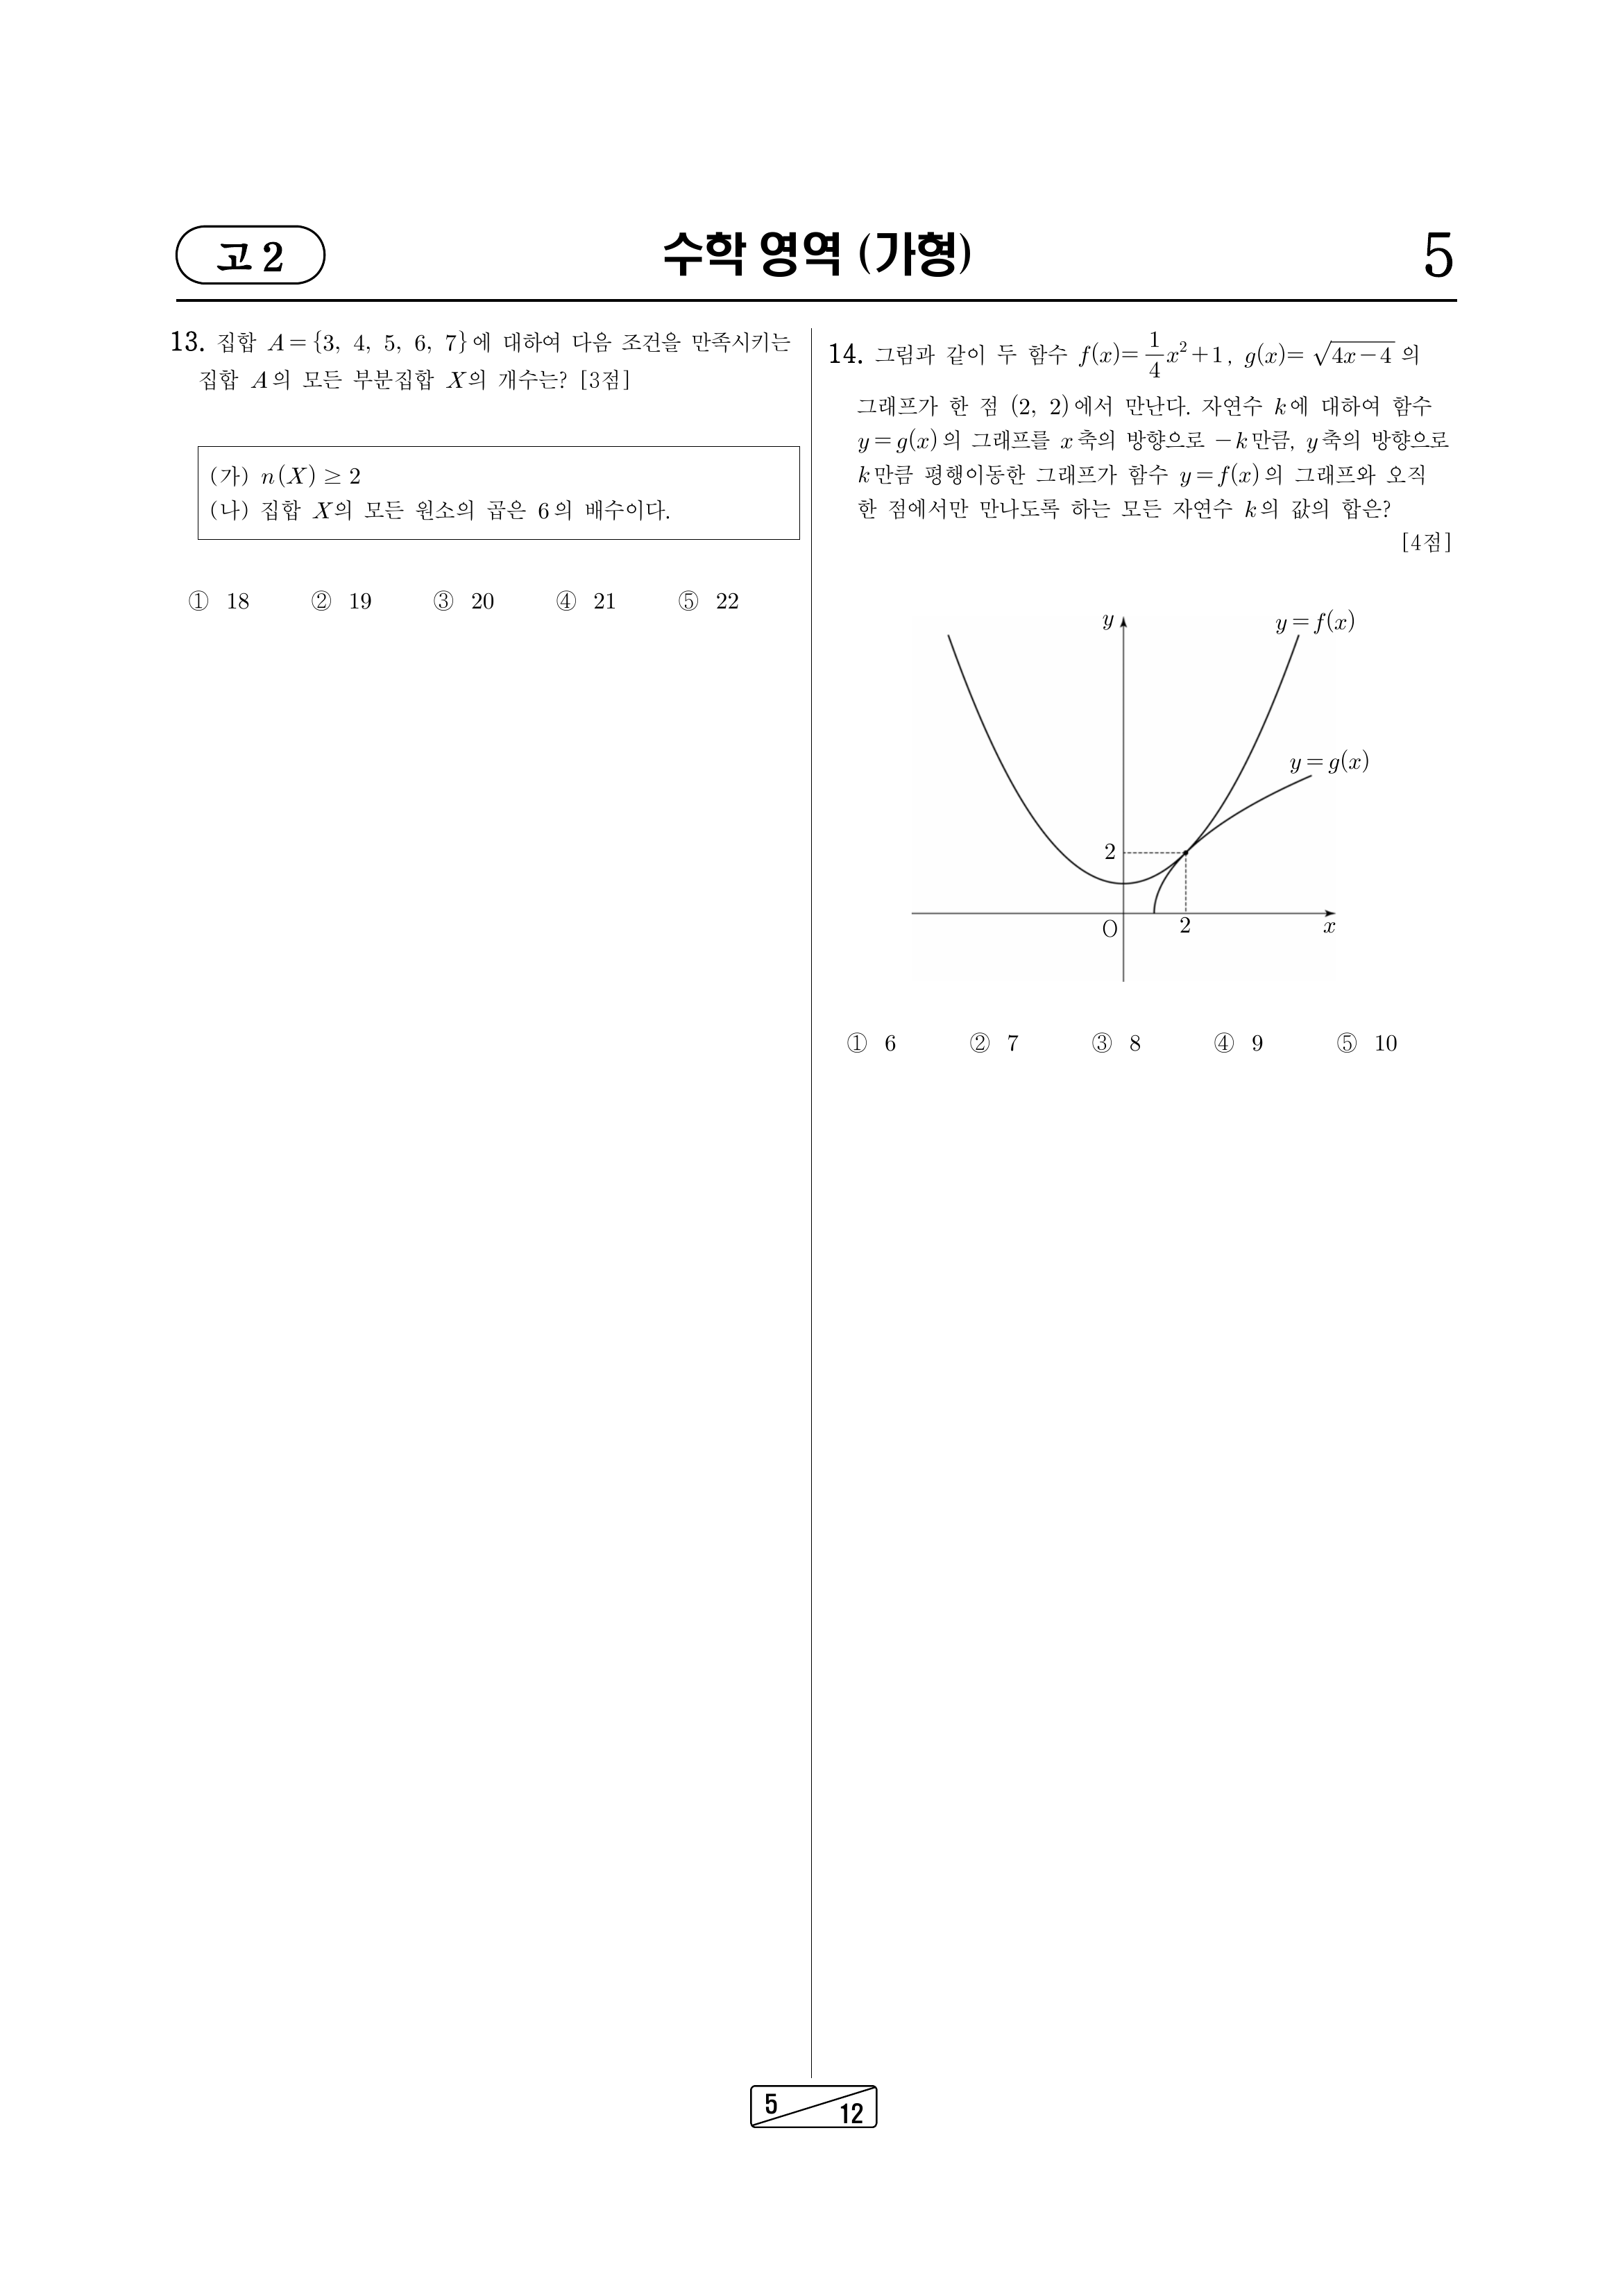 고 2
수학 영역 (가형)
5
13. 집합 A={3, 4, 5, 6, 7}에 대하여 다음 조건을 만족시키는
집합 A의 모든 부분집합 X의 개수는? [3점]
(가) n(X) ≥ 2
(나) 집합 X의 모든 원소의 곱은 6의 배수이다.
① 18 ② 19 ③ 20 ④ 21 ⑤ 22
14. 그림과 같이 두 함수 f(x)=\frac{1}{4}x^2+1, g(x)=\sqrt{4x-4} 의
그래프가 한 점 (2, 2)에서 만난다. 자연수 k에 대하여 함수
y=g(x)의 그래프를 x축의 방향으로 -k만큼, y축의 방향으로
k만큼 평행이동한 그래프가 함수 y=f(x)의 그래프와 오직
한 점에서만 만나도록 하는 모든 자연수 k의 값의 합은?
[4점]
y
y=f(x)
y=g(x)
2
O
2
x
① 6 ② 7 ③ 8 ④ 9 ⑤ 10
5
12